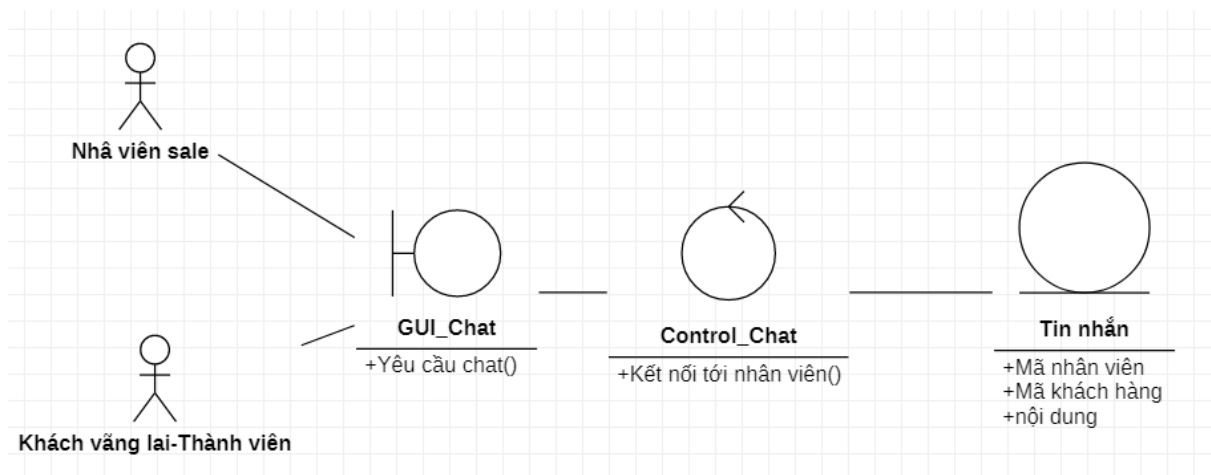 Nhâ viên sale
GUI_Chat
+Yêu cầu chat()
Control_Chat
+Kết nối tới nhân viên()
Tin nhắn
+Mã nhân viên
+Mã khách hàng
+nội dung
Khách vãng lai-Thành viên